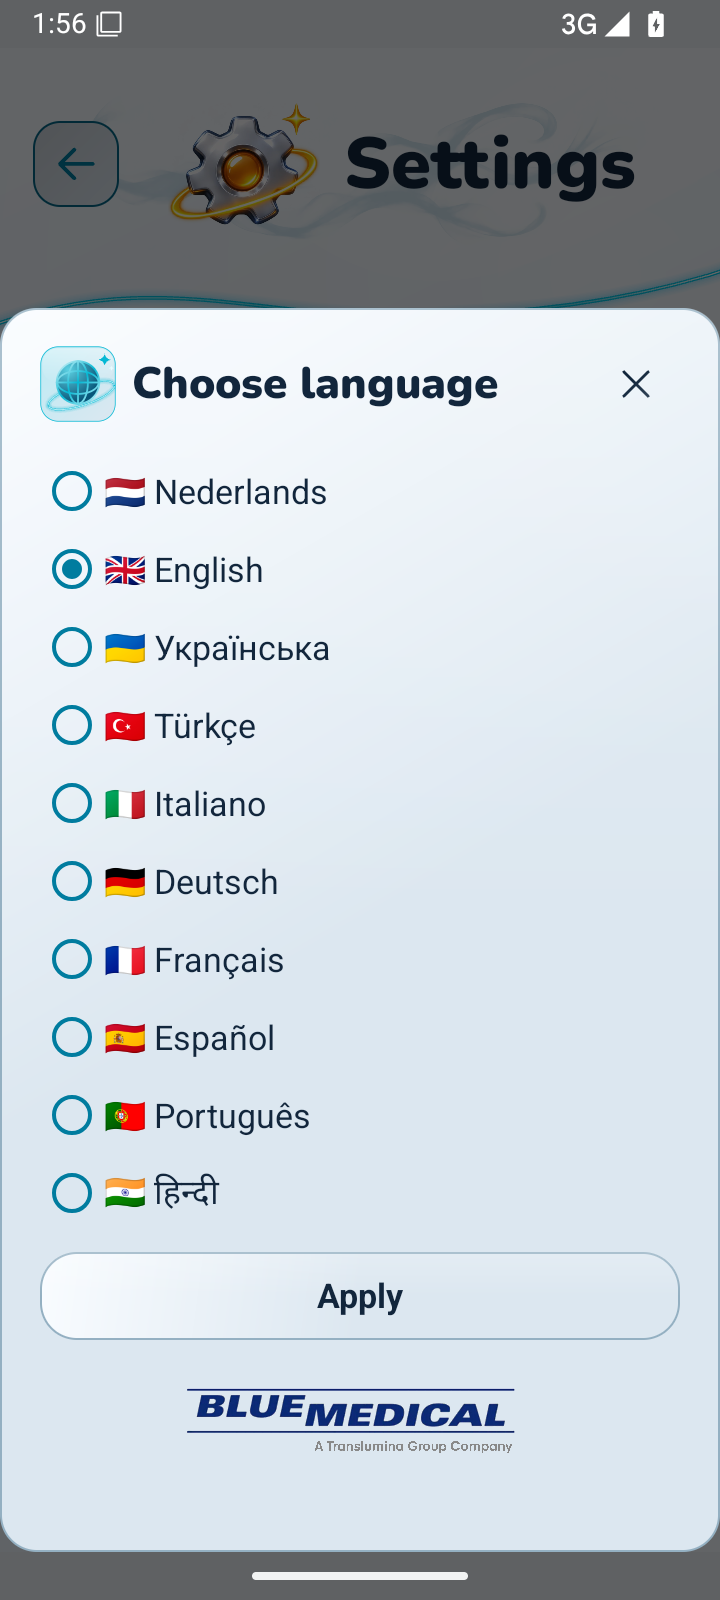 1:56
3G
Settings
Choose language
Nederlands
English
Українська
Türkçe
Italiano
Deutsch
Français
Español
Português
हिन्दी
Apply
BLUEMEDICAL
A Translumina Group Company